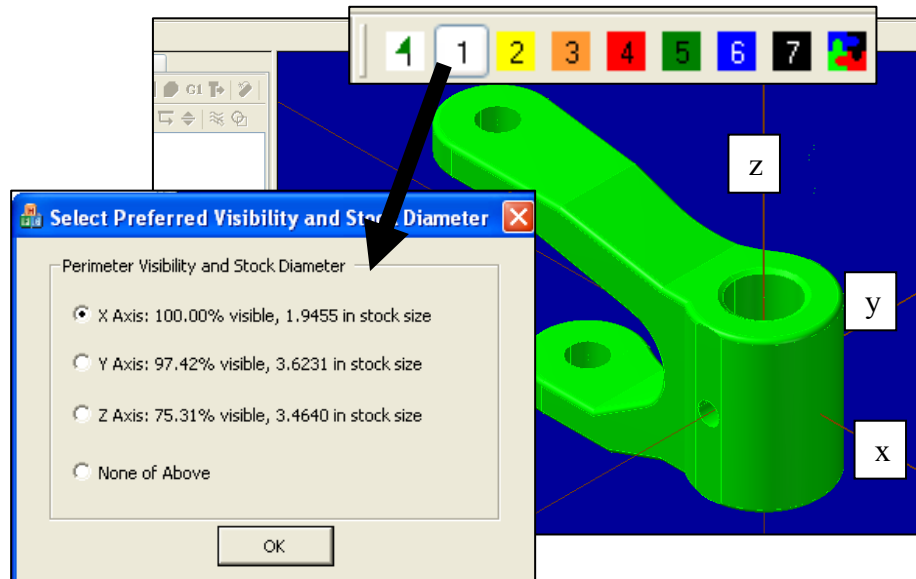 1 2 3 4 5 6 7
G1 T
z
Select Preferred Visibility and Stock Diameter
Perimeter Visibility and Stock Diameter
X Axis: 100.00% visible, 1.9455 in stock size
y
Y Axis: 97.42% visible, 3.6231 in stock size
Z Axis: 75.31% visible, 3.4640 in stock size
x
None of Above
OK